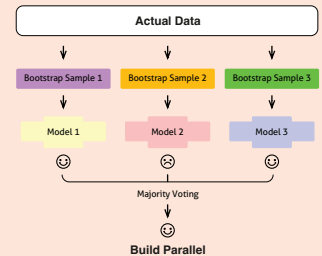 Actual Data
Bootstrap Sample 1 Bootstrap Sample 2 Bootstrap Sample 3
Model 1 Model 2 Model 3
Majority Voting
Build Parallel